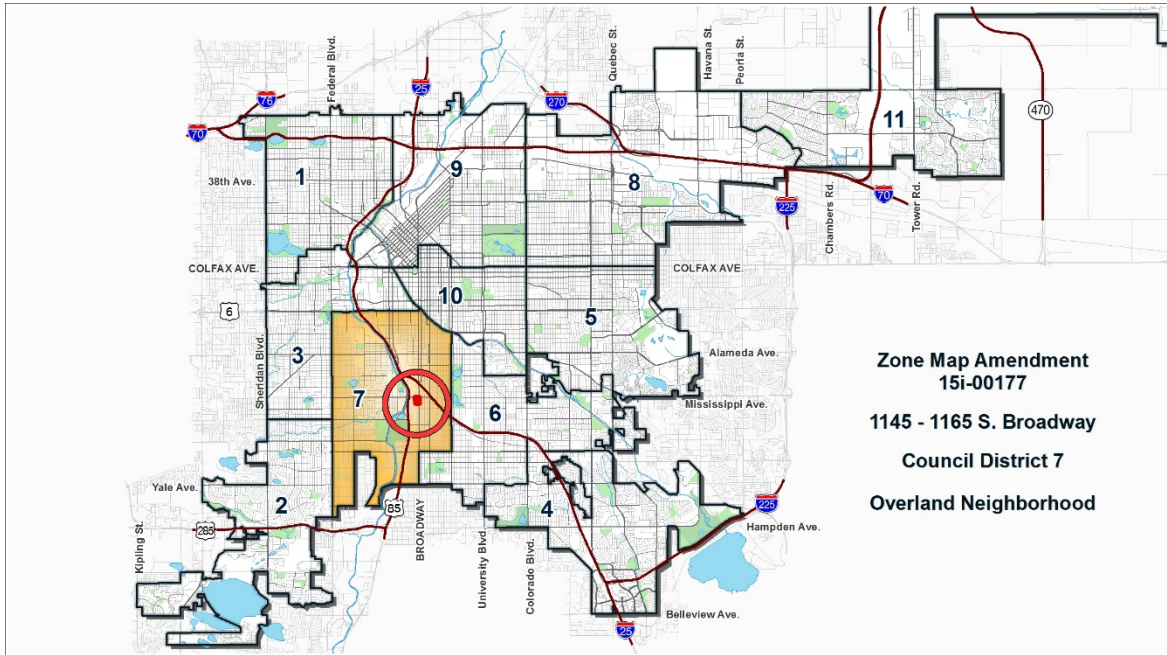 Federal Blvd.
Quebec St.
Havana St.
Peoria St.
25
76
270
70
11
470
9
1
38th Ave.
8
225
70
Chambers Rd.
Tower Rd.
COLFAX AVE.
COLFAX AVE.
10
6
5
3
Sheridan Blvd.
Alameda Ave.
7
6
Mississippi Ave.
Yale Ave.
2
4
85
285
225
Hampden Ave.
Kipling St.
BROADWAY
University Blvd
Colorado Blvd.
Belleview Ave.
25
Zone Map Amendment
15i-00177
1145 - 1165 S. Broadway
Council District 7
Overland Neighborhood